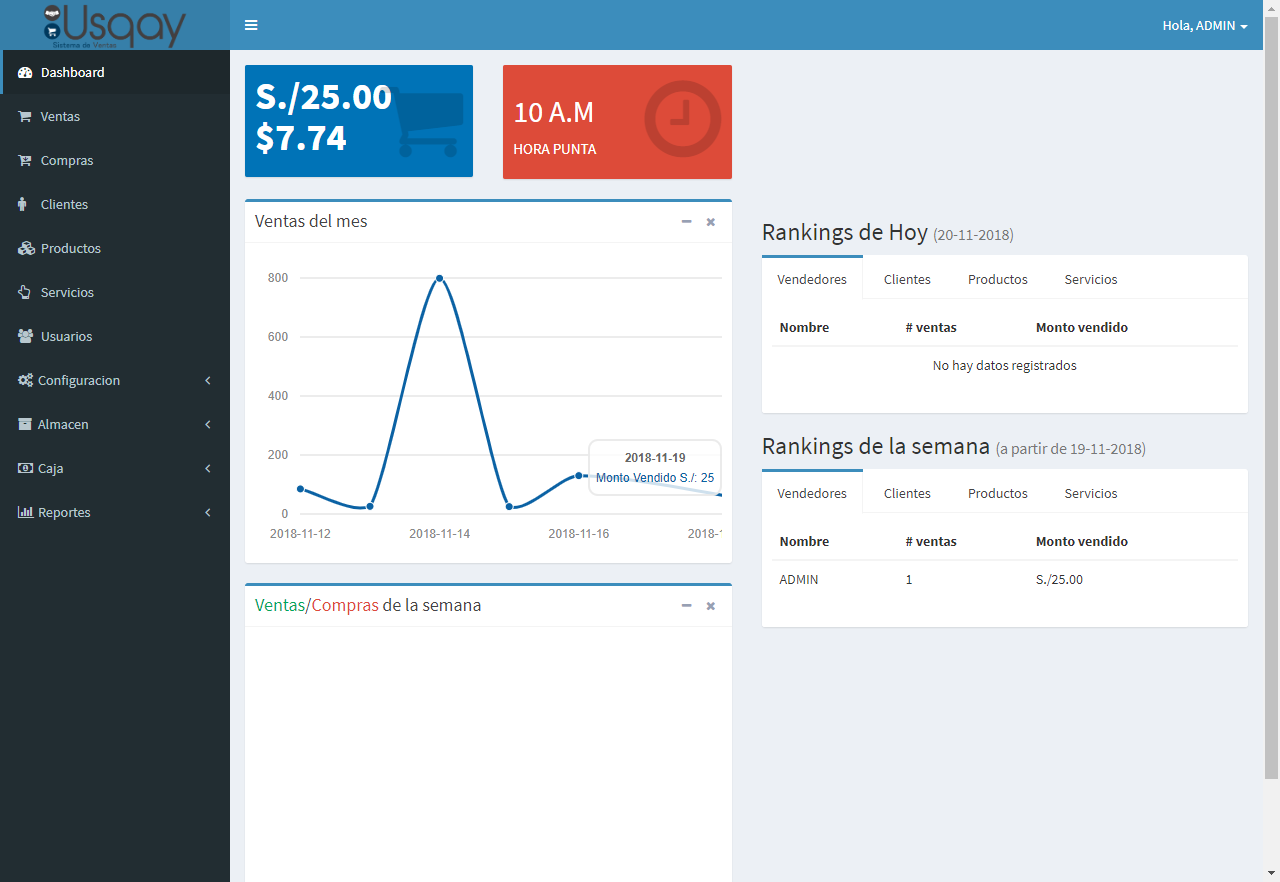 Usqay
Sistema de Ventas
Hola, ADMIN
Dashboard
Ventas
Compras
Clientes
Productos
Servicios
Usuarios
Configuracion
Almacen
Caja
Reportes
S./25.00
$7.74
10 A.M
HORA PUNTA
Ventas del mes
800
600
400
200
0
2018-11-19
Monto Vendido S./: 25
2018-11-12 2018-11-14 2018-11-16 2018-1
Ventas/Compras de la semana
Rankings de Hoy (20-11-2018)
Vendedores Clientes Productos Servicios
Nombre # ventas Monto vendido
No hay datos registrados
Rankings de la semana (a partir de 19-11-2018)
Vendedores Clientes Productos Servicios
Nombre # ventas Monto vendido
ADMIN 1 S./25.00